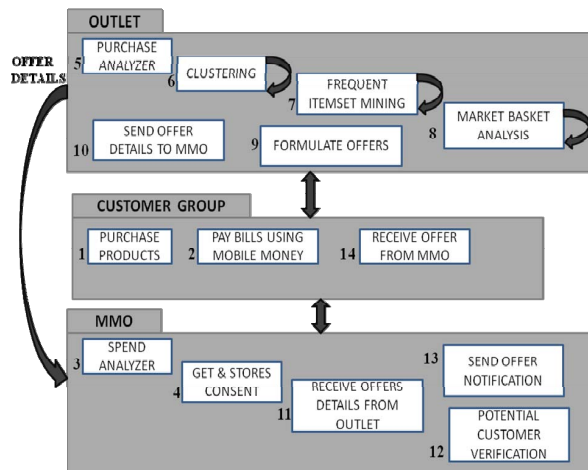 OUTLET
OFFER
DETAILS
5 PURCHASE
ANALYZER
6 CLUSTERING
7 FREQUENT
ITEMSET MINING
8 MARKET BASKET
ANALYSIS
10 SEND OFFER
DETAILS TO MMO
9 FORMULATE OFFERS
CUSTOMER GROUP
1 PURCHASE
PRODUCTS
2 PAY BILLS USING
MOBILE MONEY
14 RECEIVE OFFER
FROM MMO
MMO
3 SPEND
ANALYZER
4 GET & STORES
CONSENT
11 RECEIVE OFFERS
DETAILS FROM
OUTLET
13 SEND OFFER
NOTIFICATION
12 POTENTIAL
CUSTOMER
VERIFICATION